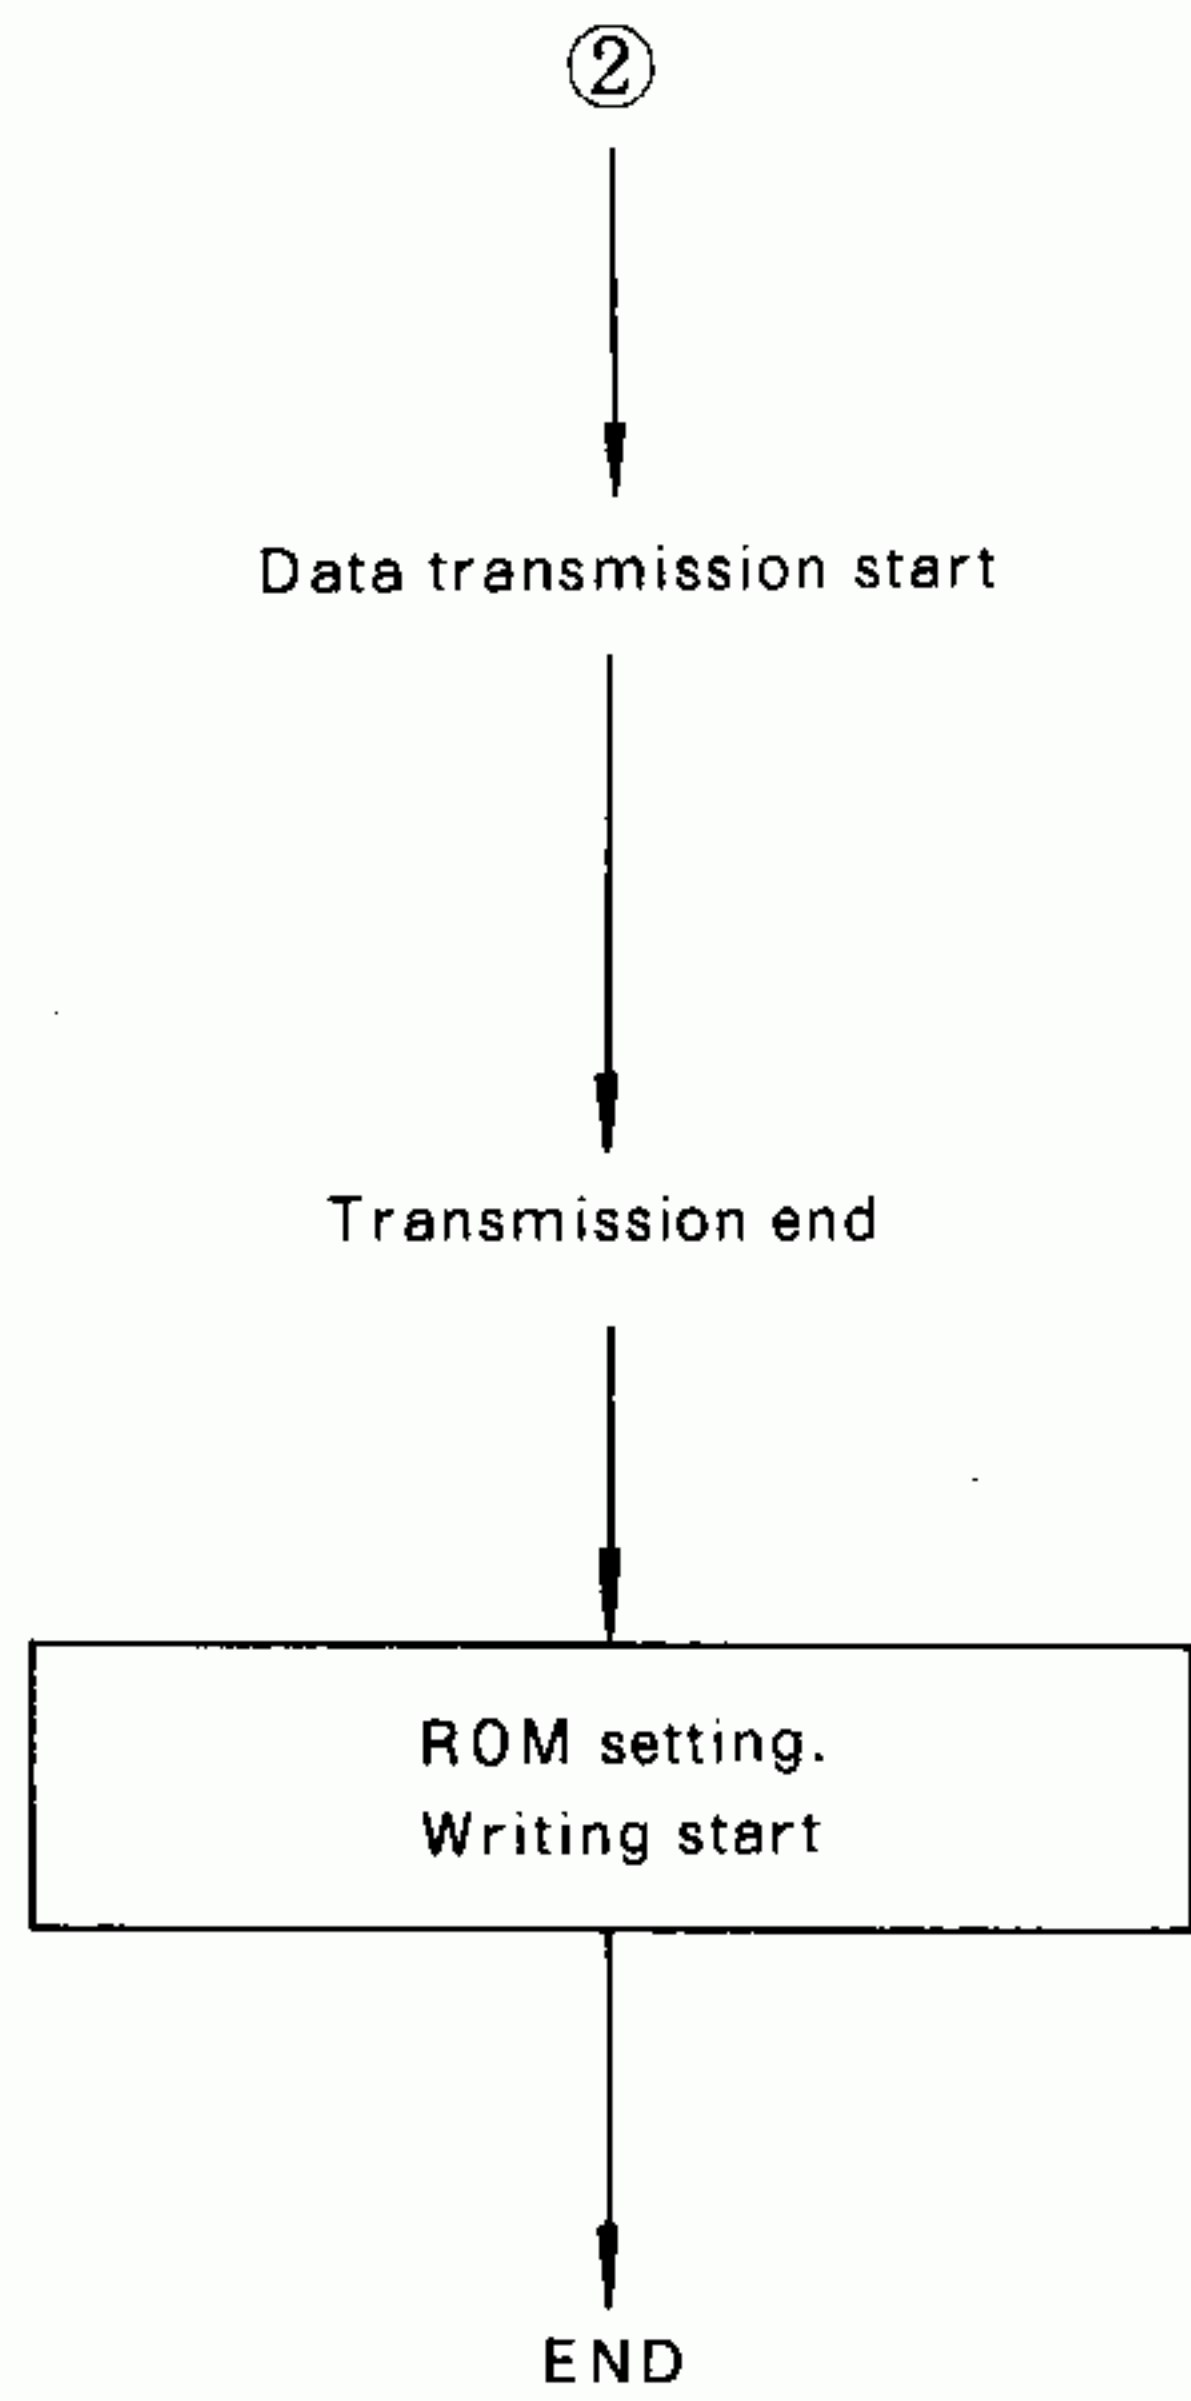 ②
Data transmission start
Transmission end
ROM setting.
Writing start
END